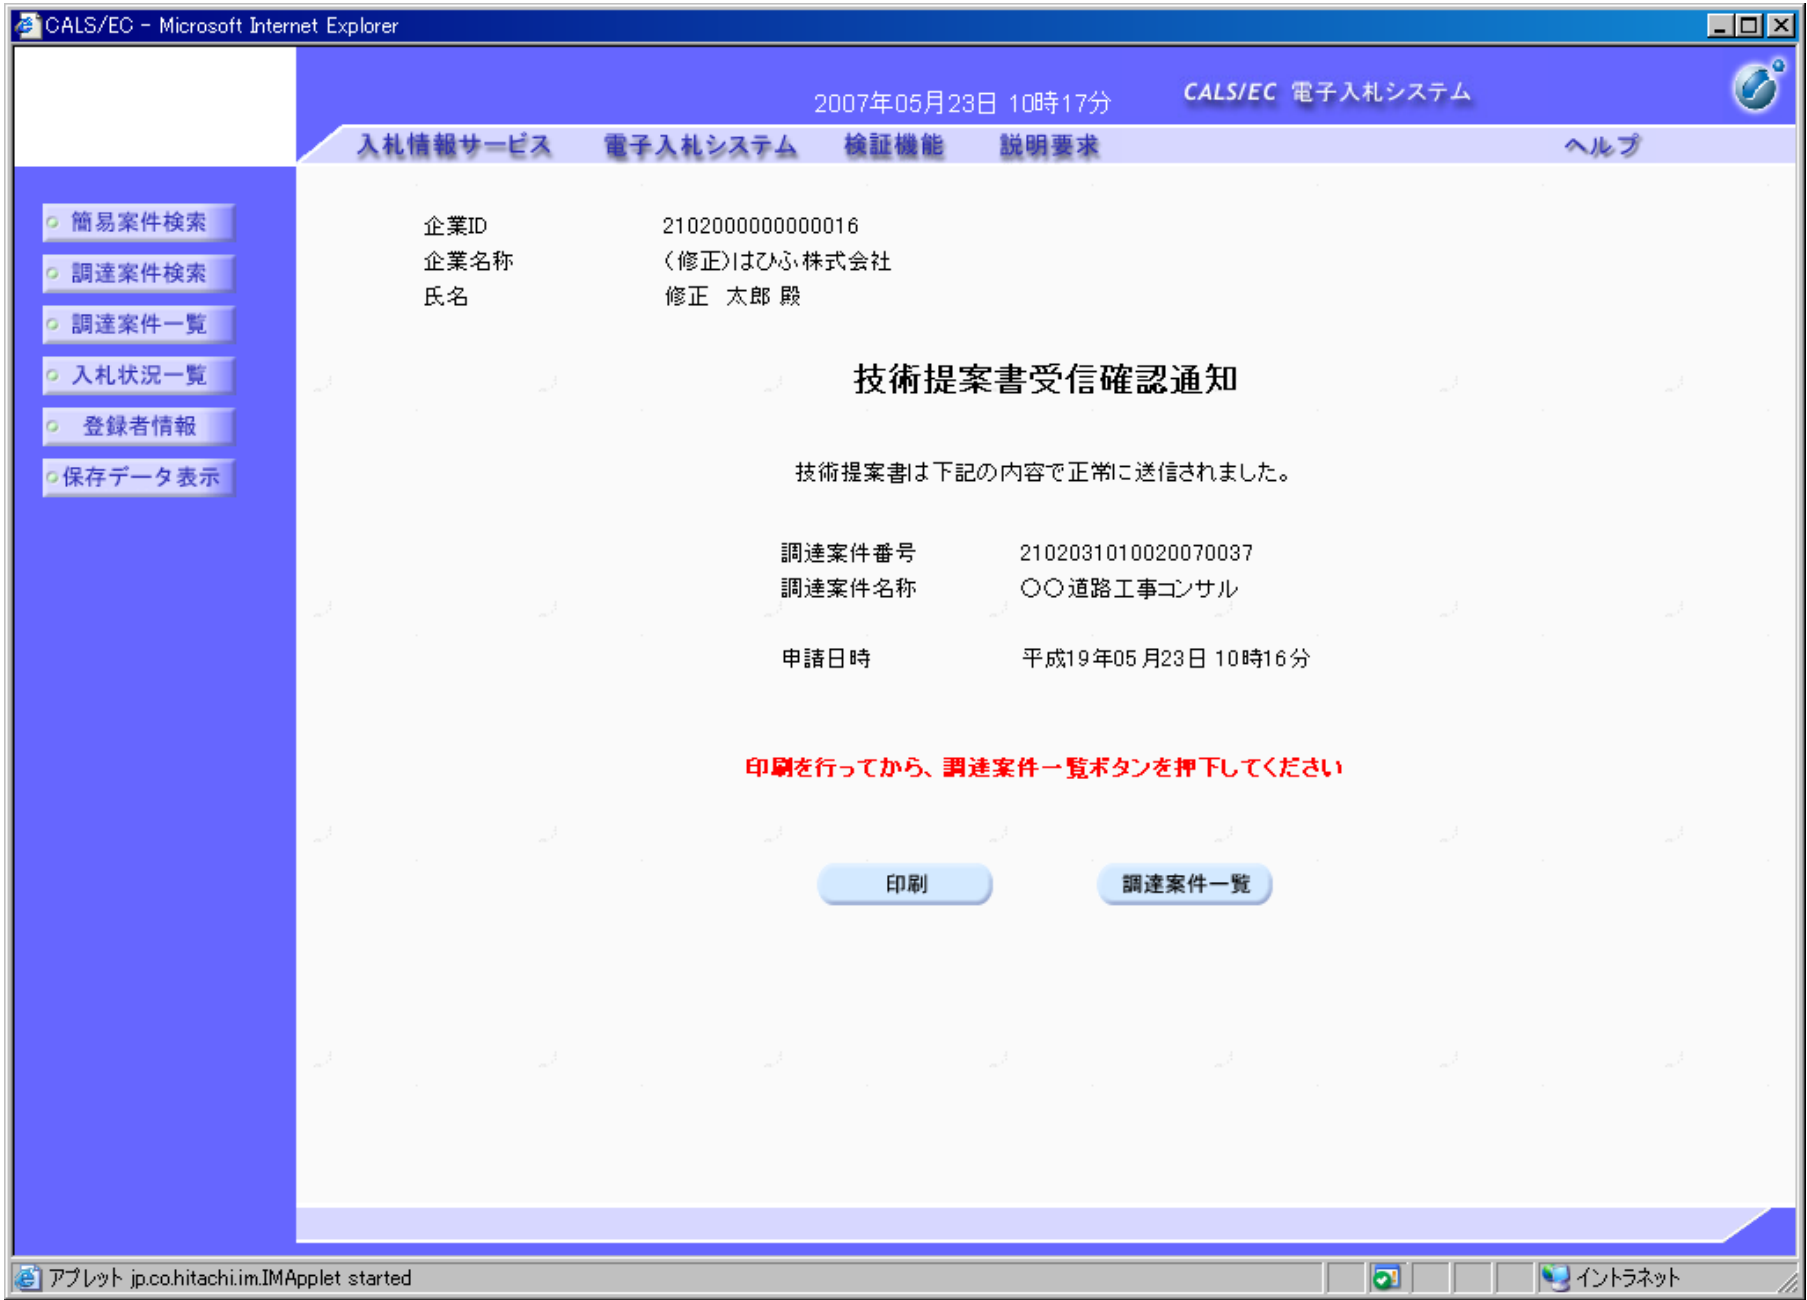 CALS/EC - Microsoft Internet Explorer
2007年05月23日 10時17分
CALS/EC 電子入札システム
入札情報サービス 電子入札システム 検証機能 説明要求 ヘルプ
簡易案件検索
調達案件検索
調達案件一覧
入札状況一覧
登録者情報
保存データ表示
企業ID 2102000000000016
企業名称 (修正)はひふ株式会社
氏名 修正 太郎 殿
技術提案書受信確認通知
技術提案書は下記の内容で正常に送信されました。
調達案件番号 2102031010020070037
調達案件名称 〇〇道路工事コンサル
申請日時 平成19年05月23日 10時16分
印刷を行ってから、調達案件一覧ボタンを押下してください
印刷 調達案件一覧
アプレット jp.co.hitachi.im.IMApplet started
イントラネット